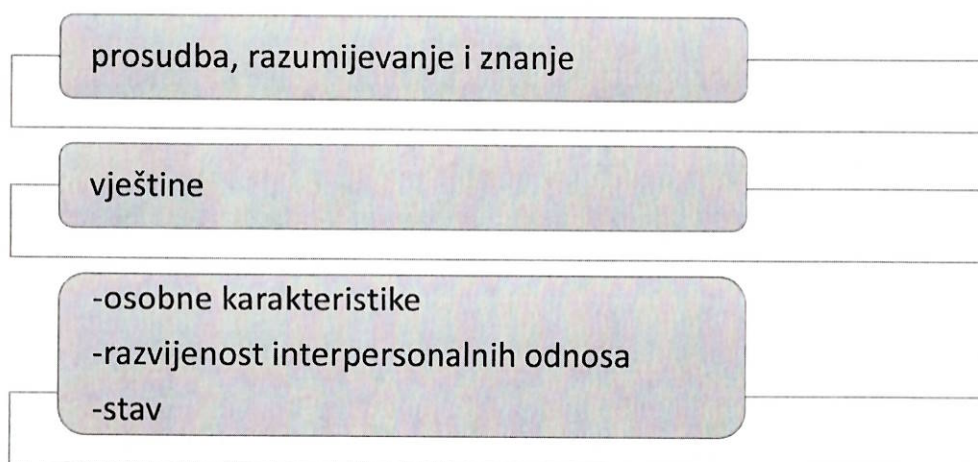 prosudba, razumijevanje i znanje
vještine
-osobne karakteristike
-razvijenost interpersonalnih odnosa
-stav